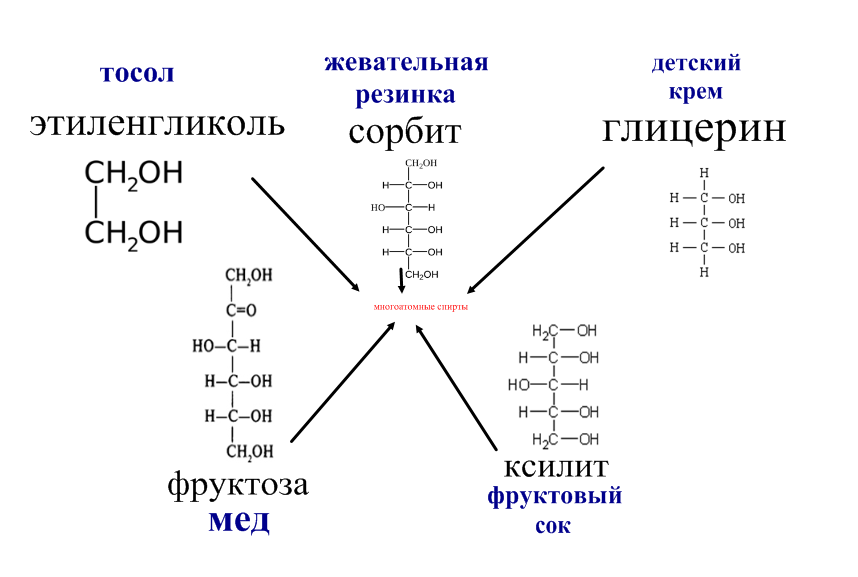 тосол
этиленгликоль
CH₂OH
CH₂OH
жевательная
резинка
сорбит
CH₂OH
H—C—OH
HO—C—H
H—C—OH
H—C—OH
CH₂OH
детский
крем
глицерин
H
H—C—OH
H—C—OH
H—C—OH
H
многоатомные спирты
CH₂OH
C=O
HO—C—H
H—C—OH
H—C—OH
CH₂OH
фруктоза
мед
H₂C—OH
H—C—OH
HO—C—H
H—C—OH
H₂C—OH
ксилит
фруктовый
сок